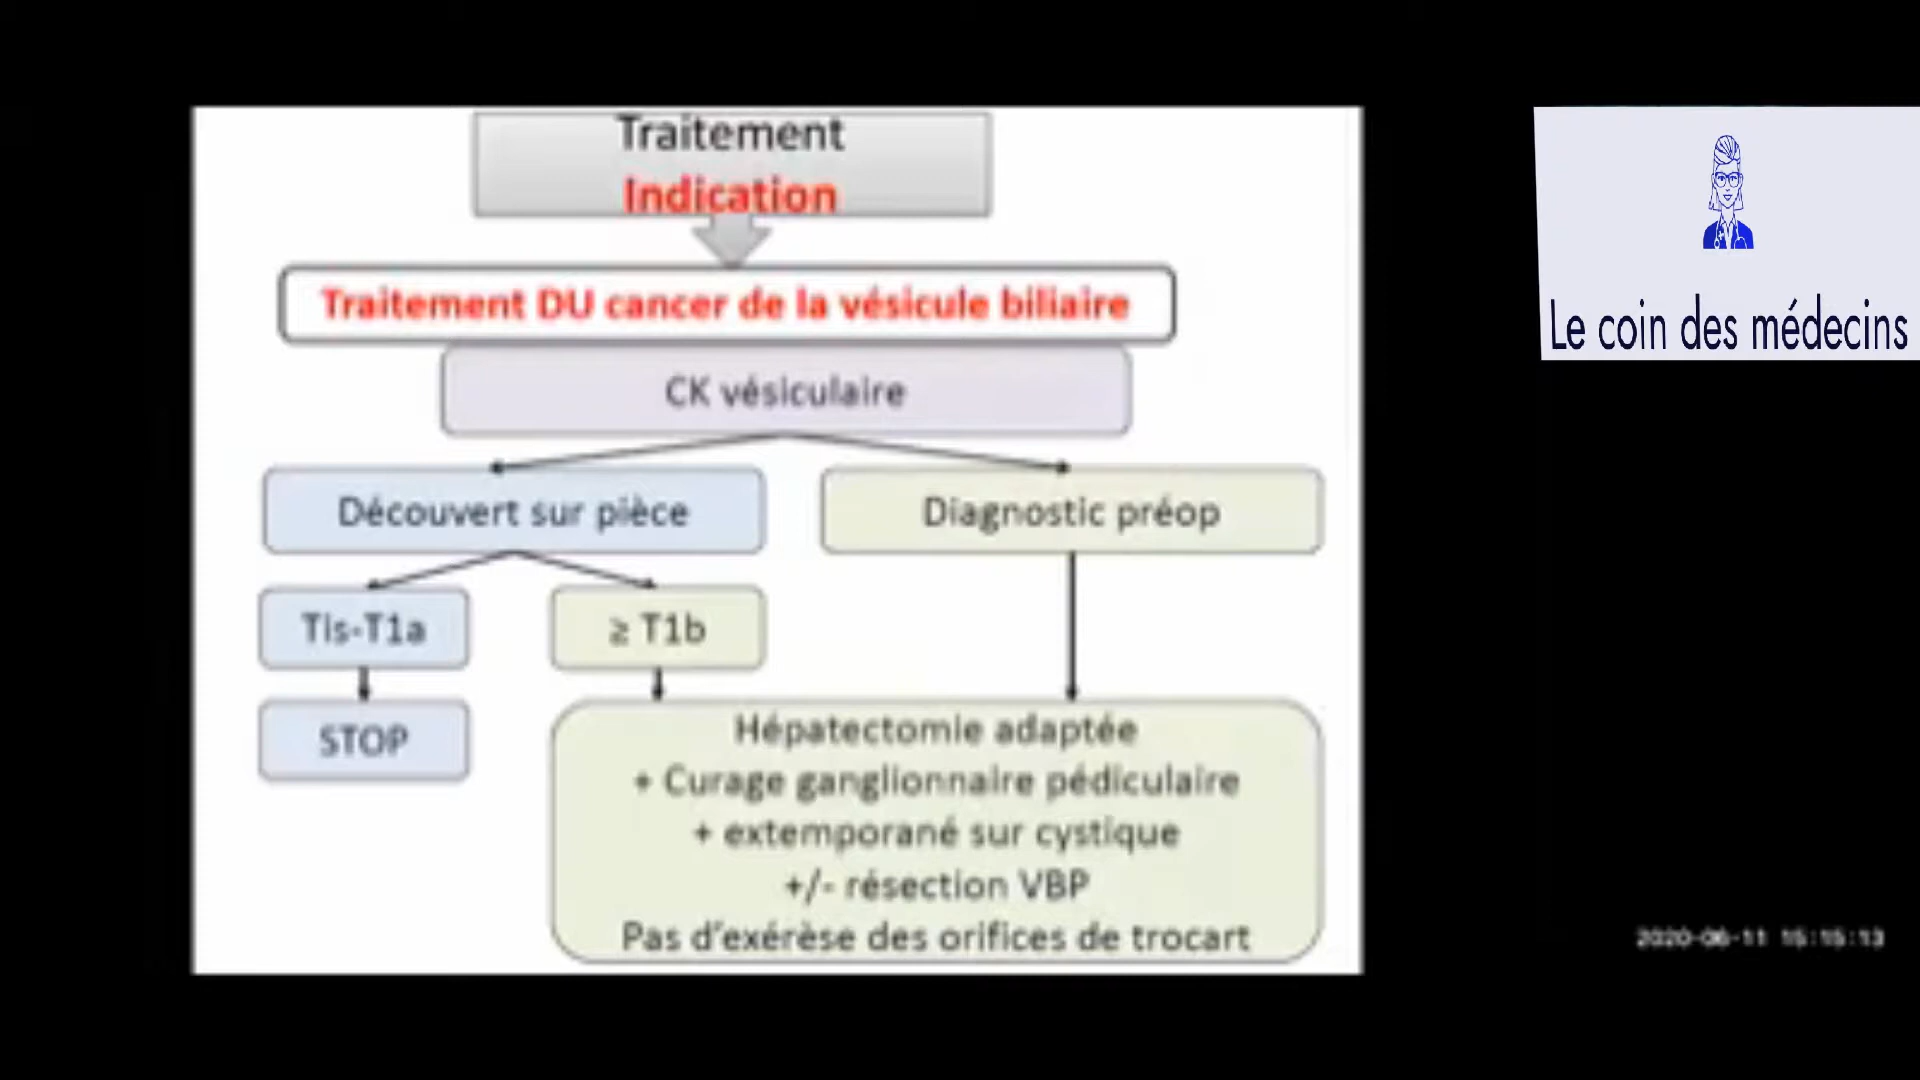 Traitement
Indication
Traitement DU cancer de la vésicule biliaire
CK vésiculaire
Découvert sur pièce
Diagnostic préop
Tis-T1a
≥ T1b
STOP
Hépatectomie adaptée
+ Curage ganglionnaire pédiculaire
+ extemporané sur cystique
+/- résection VBP
Pas d'exérèse des orifices de trocart
Le coin des médecins
2020-06-11 15:15:13